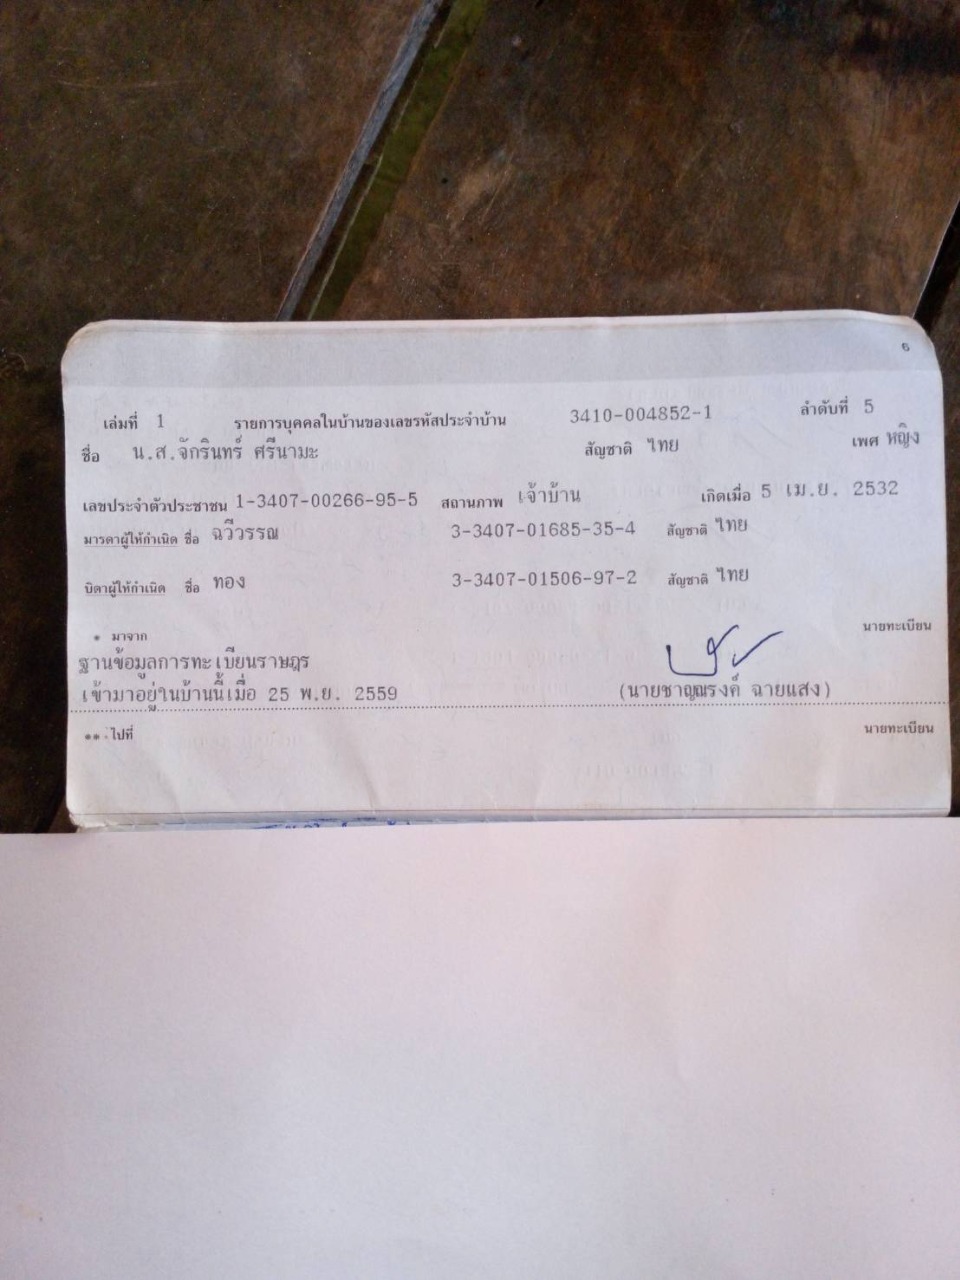 ๖
เล่มที่ 1 รายการบุคคลในบ้านของเลขรหัสประจำบ้าน 3410-004852-1 ลำดับที่ 5
ชื่อ น.ส.จักรินทร์ ศรีนามะ สัญชาติ ไทย เพศ หญิง
เลขประจำตัวประชาชน 1-3407-00266-95-5 สถานภาพ เจ้าบ้าน เกิดเมื่อ 5 เม.ย. 2532
มารดาผู้ให้กำเนิด ชื่อ ฉวีวรรณ 3-3407-01685-35-4 สัญชาติ ไทย
บิดาผู้ให้กำเนิด ชื่อ ทอง 3-3407-01506-97-2 สัญชาติ ไทย
* มาจาก นายทะเบียน
ฐานข้อมูลการทะเบียนราษฎร
เข้ามาอยู่ในบ้านนี้เมื่อ 25 พ.ย. 2559 (นายชาญณรงค์ ฉายแสง)
** ไปที่ นายทะเบียน